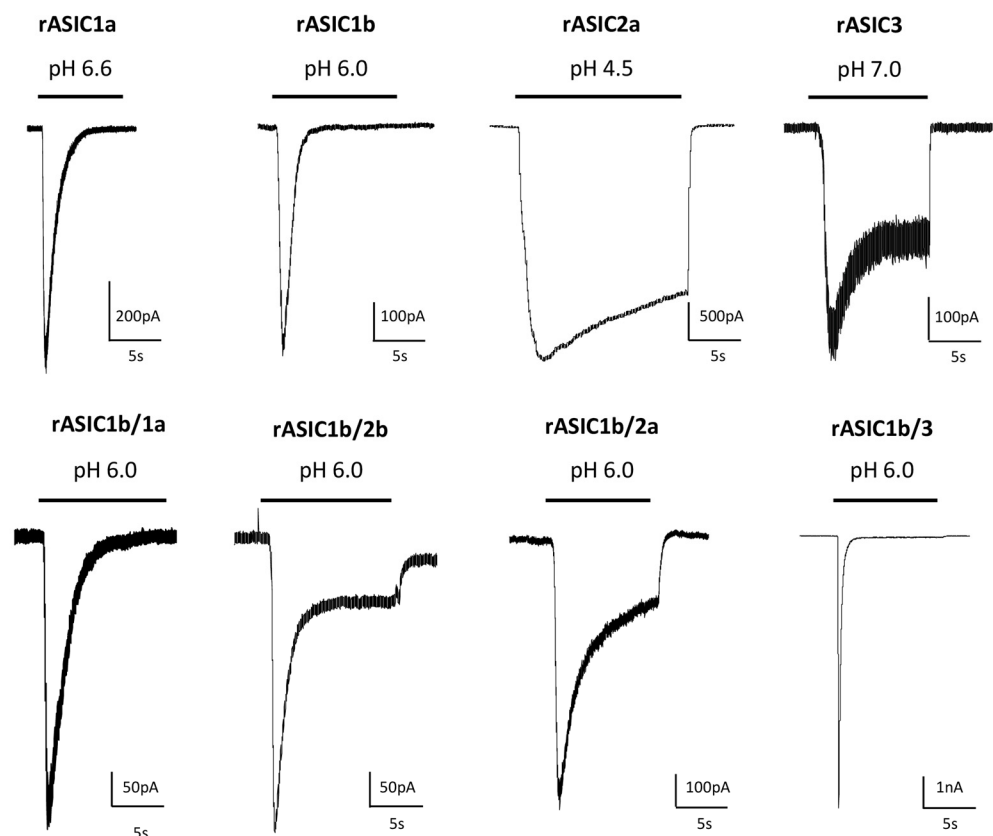 rASIC1a
pH 6.6
200pA
5s
rASIC1b
pH 6.0
100pA
5s
rASIC2a
pH 4.5
500pA
5s
rASIC3
pH 7.0
100pA
5s
rASIC1b/1a
pH 6.0
50pA
5s
rASIC1b/2b
pH 6.0
50pA
5s
rASIC1b/2a
pH 6.0
100pA
5s
rASIC1b/3
pH 6.0
1nA
5s